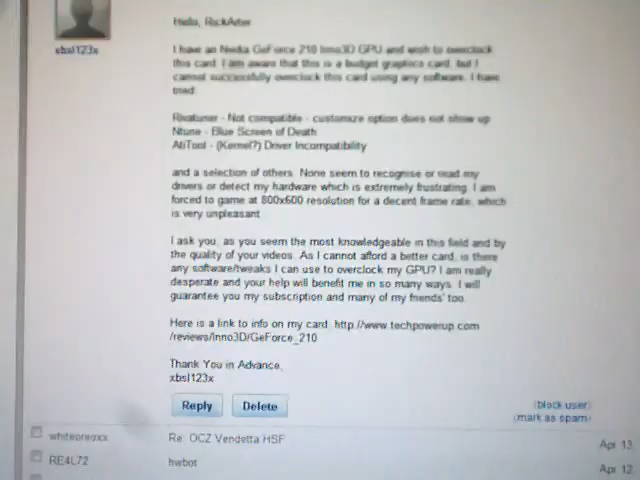 Hello, RickArter
xbsl123x
I have an Nvidia GeForce 210 Inno3D GPU and wish to overclock
this card. I am aware that this is a budget graphics card, but I
cannot successfully overclock this card using any software. I have
tried:
Rivatuner - Not compatible - customize option does not show up
Ntune - Blue Screen of Death
AtiTool - (Kernel?) Driver Incompatibility
and a selection of others. None seem to recognise or read my
drivers or detect my hardware which is extremely frustrating. I am
forced to game at 800x600 resolution for a decent frame rate, which
is very unpleasant
I ask you, as you seem the most knowledgeable in this field and by
the quality of your videos. As I cannot afford a better card, is there
any software/tweaks I can use to overclock my GPU? I am really
desperate and your help will benefit me in so many ways. I will
guarantee you my subscription and many of my friends' too.
Here is a link to info on my card. http://www.techpowerup.com
/reviews/Inno3D/GeForce_210
Thank You in Advance,
xbsl123x
Reply Delete
(block user)
(mark as spam)
whiteoreoxx Re: OCZ Vendetta HSF Apr 13
RE4L72 hwbot Apr 12